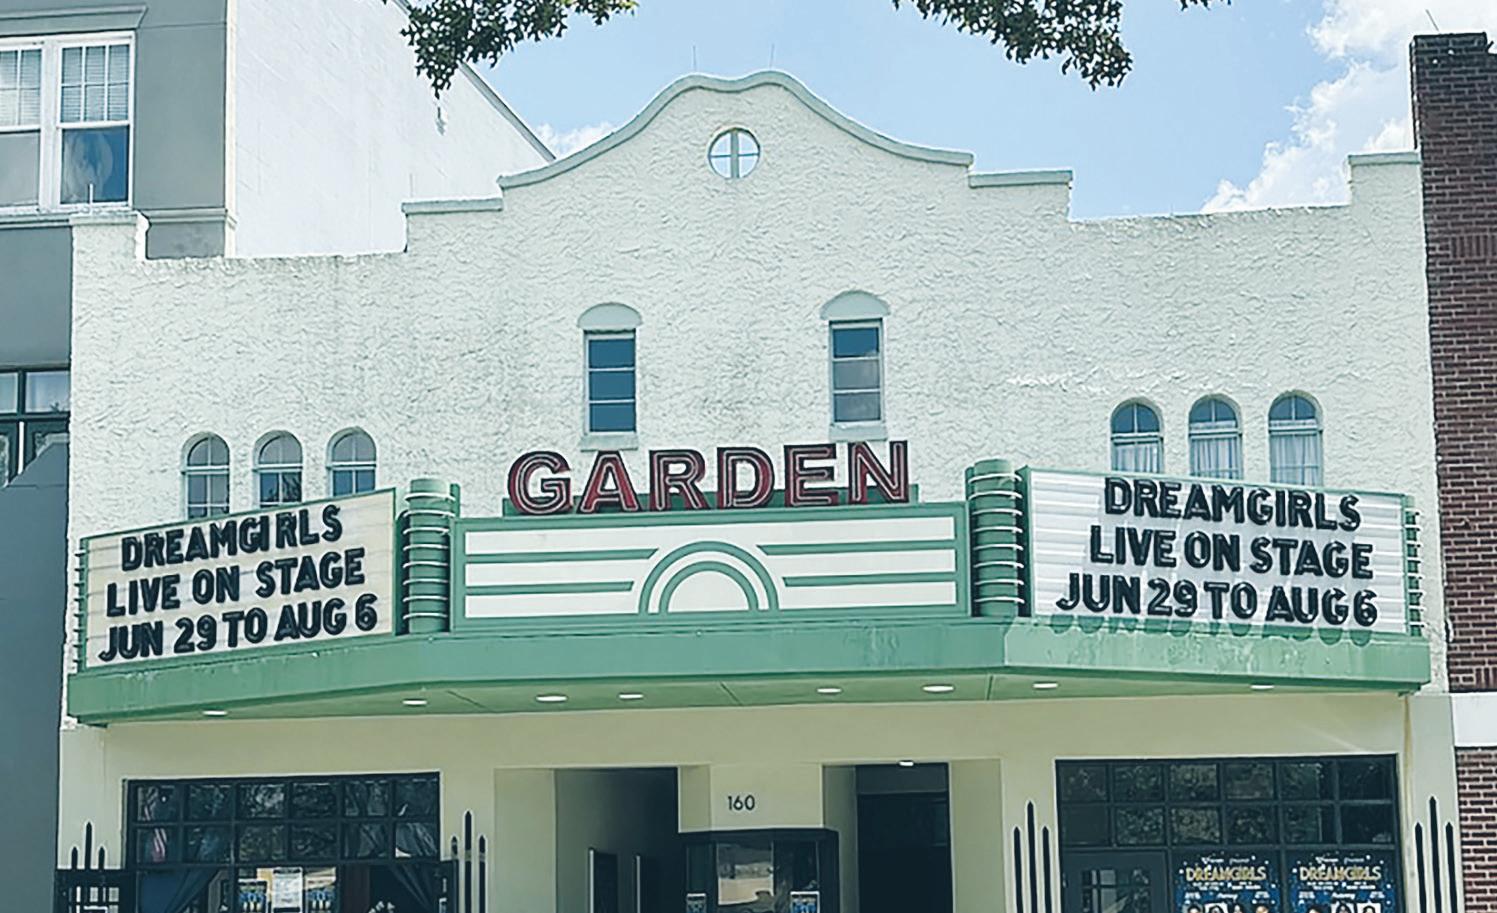 GARDEN
DREAMGIRLS
LIVE ON STAGE
JUN 29 TO AUG 6
DREAMGIRLS
LIVE ON STAGE
JUN 29 TO AUG 6
160
DREAMGIRLS
DREAMGIRLS